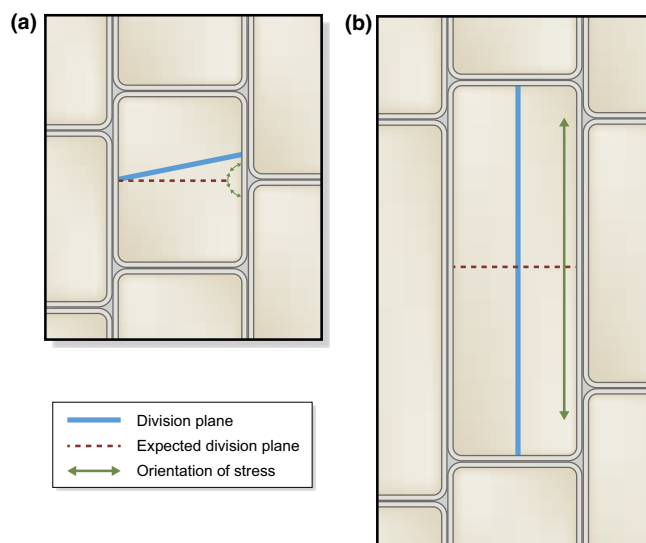 (a)
(b)
Division plane
Expected division plane
Orientation of stress